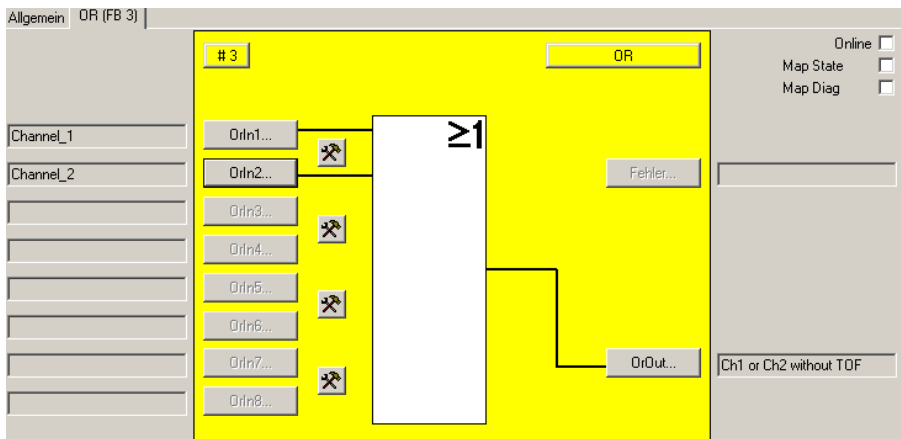 Allgemein OR (FB 3)
# 3 OR Online
Map State
Map Diag
Channel_1 OrIn1... ≥1
Channel_2 OrIn2... Fehler...
OrIn3...
OrIn4...
OrIn5...
OrIn6...
OrIn7... OrOut... Ch1 or Ch2 without TOF
OrIn8...